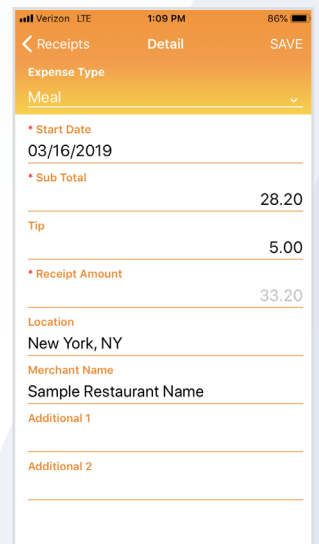 Verizon LTE 1:09 PM 86%
Receipts Detail SAVE
Expense Type
Meal
* Start Date
03/16/2019
* Sub Total
28.20
Tip
5.00
* Receipt Amount
33.20
Location
New York, NY
Merchant Name
Sample Restaurant Name
Additional 1
Additional 2